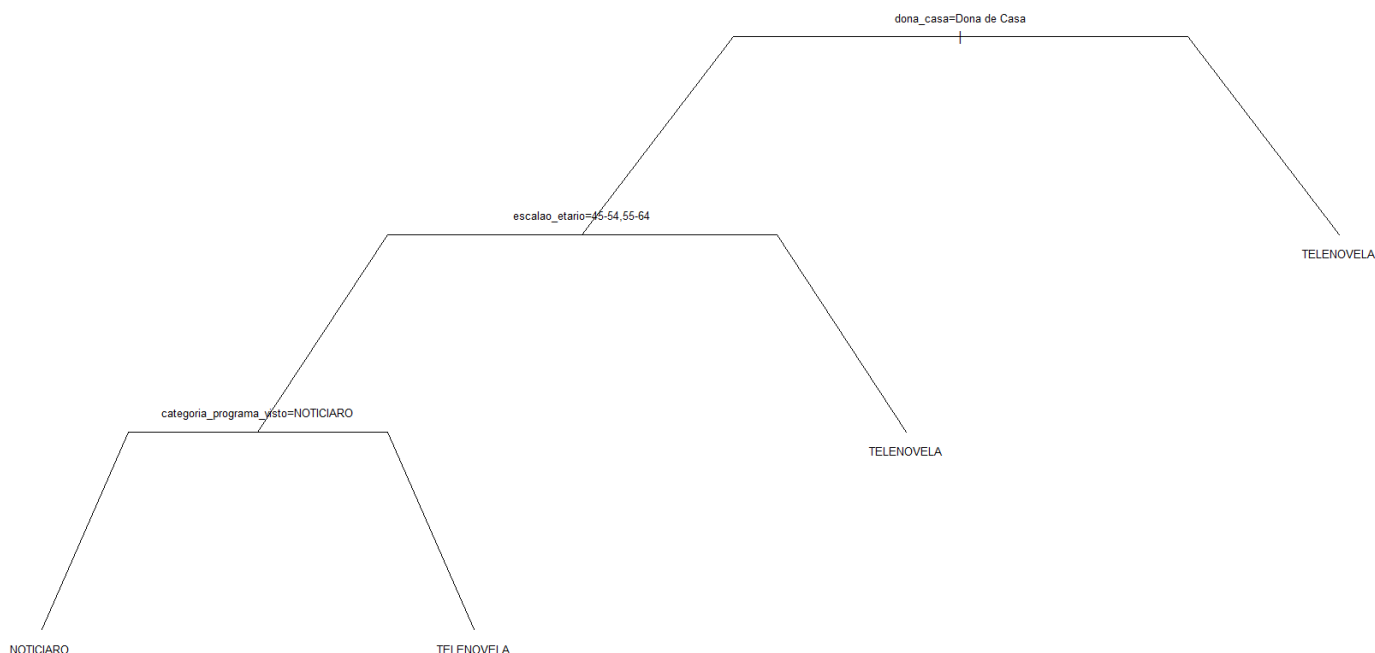 dona_casa=Dona de Casa
escalao_etario=45-54,55-64
TELENOVELA
categoria_programa_visto=NOTICIARO
TELENOVELA
NOTICIARO
TELENOVELA